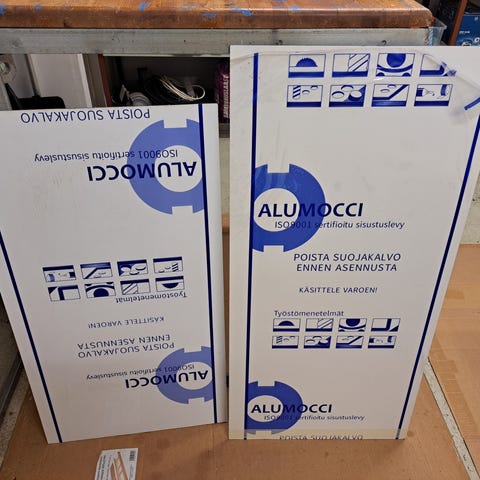 POISTA SUOJAKALVO
ISO9001 sertifioitu sisustuslevy
ALUMOCCI
Työstömenetelmät
KÄSITTELE VAROEN!
ENNEN ASENNUSTA
POISTA SUOJAKALVO
ISO9001 sertifioitu sisustuslevy
ALUMOCCI
ALUMOCCI
ISO9001 sertifioitu sisustuslevy
POISTA SUOJAKALVO
ENNEN ASENNUSTA
KÄSITTELE VAROEN!
Työstömenetelmät
ALUMOCCI
ISO9001 sertifioitu sisustuslevy
POISTA SUOJAKALVO